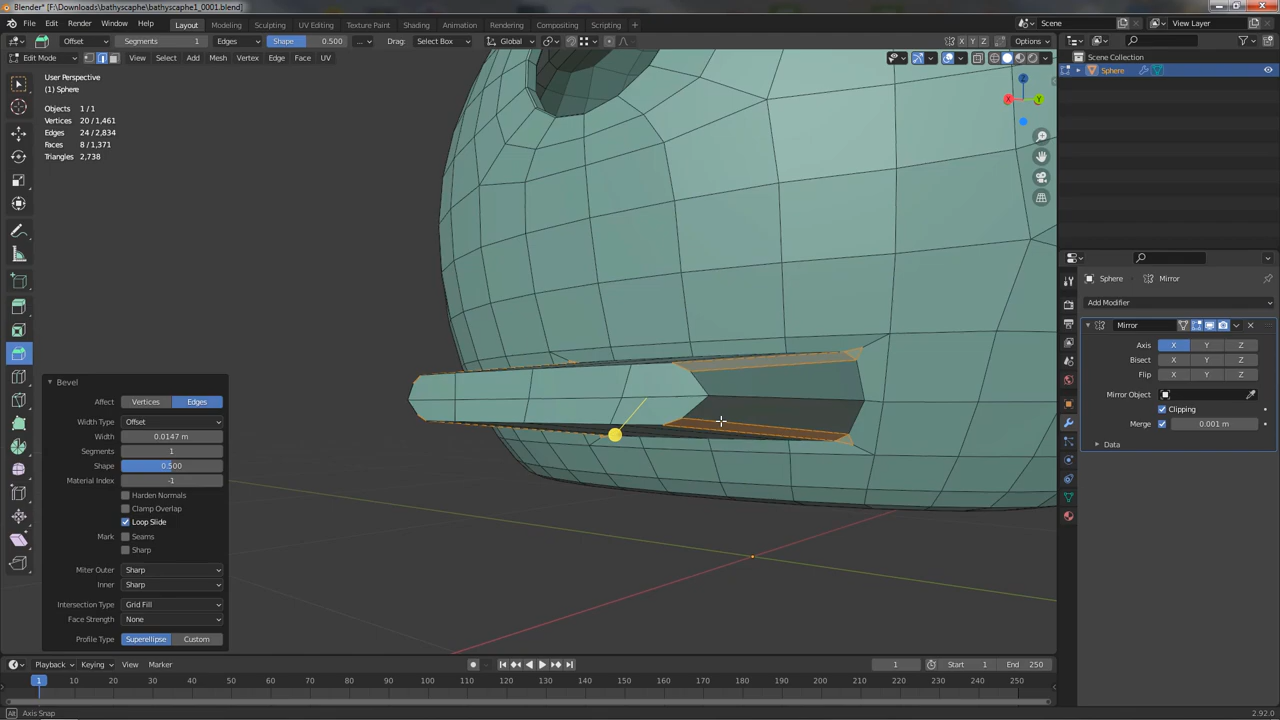 Blender* [F:\Downloads\bathyscaphe\bathyscaphe1_0001.blend]
File Edit Render Window Help Layout Modeling Sculpting UV Editing Texture Paint Shading Animation Rendering Compositing Scripting Scene View Layer
Offset Segments 1 Edges Shape 0.500 ... Drag: Select Box Global X Y Z Options
Edit Mode View Select Add Mesh Vertex Edge Face UV
User Perspective
(1) Sphere
Objects 1 / 1
Vertices 20 / 1,461
Edges 24 / 2,834
Faces 8 / 1,371
Triangles 2,738
Z
X
Y
Scene Collection
Sphere
Sphere Mirror
Add Modifier
Mirror
Axis X Y Z
Bisect X Y Z
Flip X Y Z
Mirror Object
Clipping
Merge 0.001 m
Data
Bevel
Affect Vertices Edges
Width Type Offset
Width 0.0147 m
Segments 1
Shape 0.500
Material Index -1
Harden Normals
Clamp Overlap
Loop Slide
Mark Seams
Sharp
Miter Outer Sharp
Inner Sharp
Intersection Type Grid Fill
Face Strength None
Profile Type Superellipse Custom
Playback Keying View Marker 1 Start 1 End 250
1 10 20 30 40 50 60 70 80 90 100 110 120 130 140 150 160 170 180 190 200 210 220 230 240 250
Alt Axis Snap 2.92.0